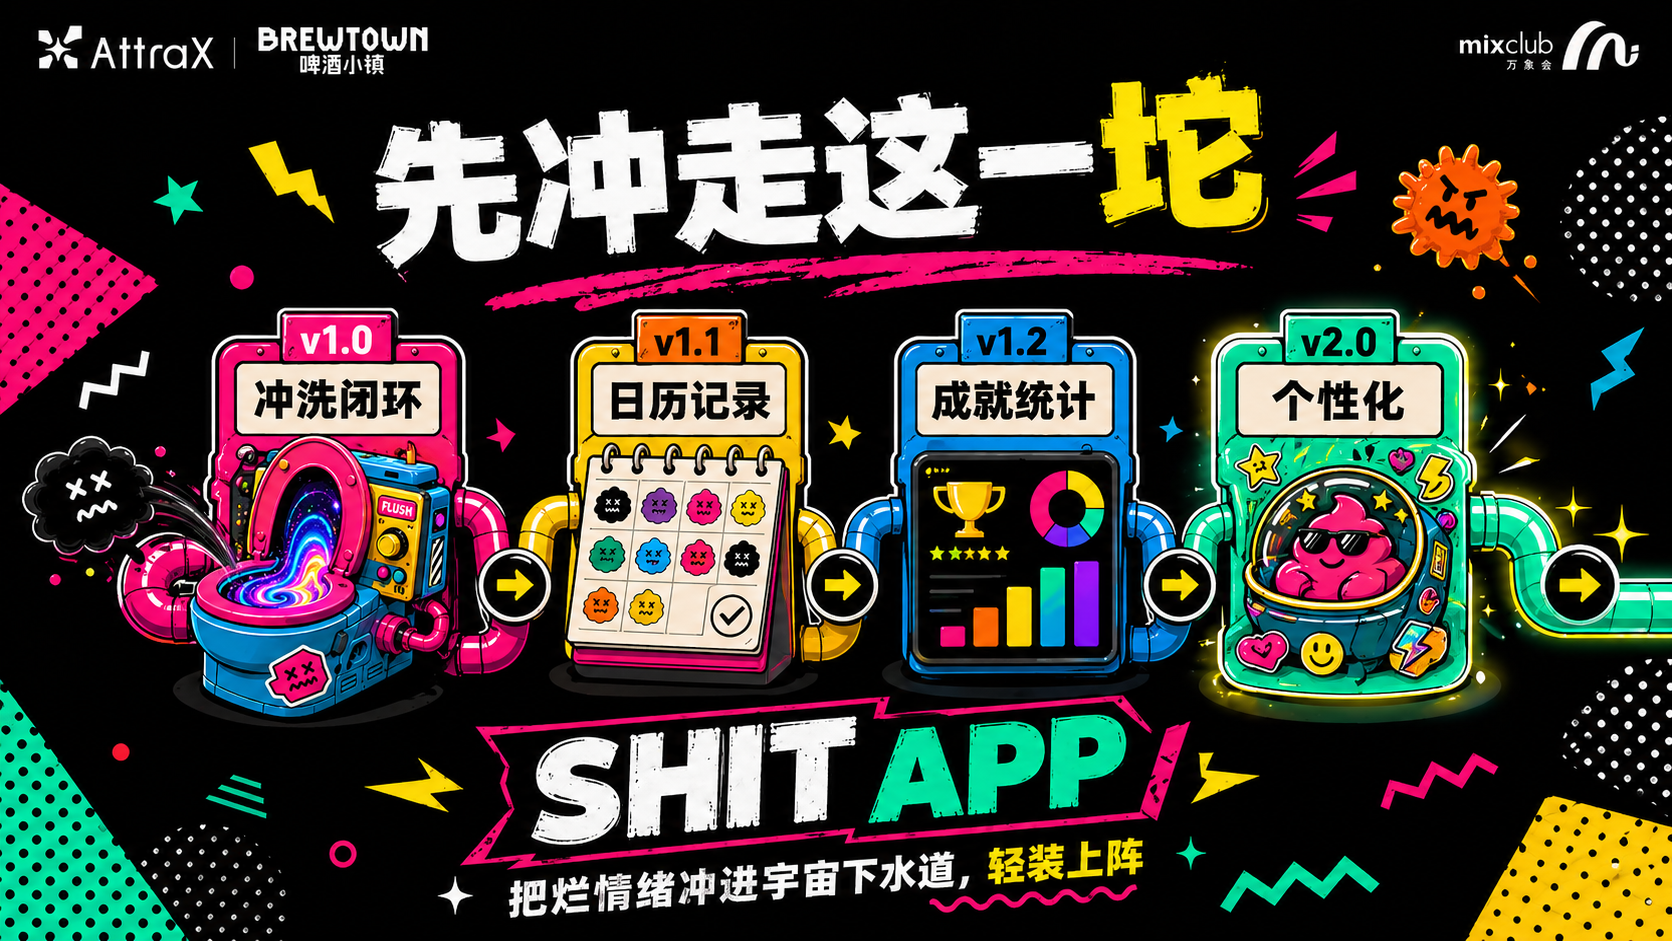 AttraX
BREWTOWN
啤酒小镇
mixclub
万象会
先冲走这一坨
v1.0
冲洗闭环
FLUSH
v1.1
日历记录
v1.2
成就统计
v2.0
个性化
SHIT APP
把烂情绪冲进宇宙下水道，轻装上阵